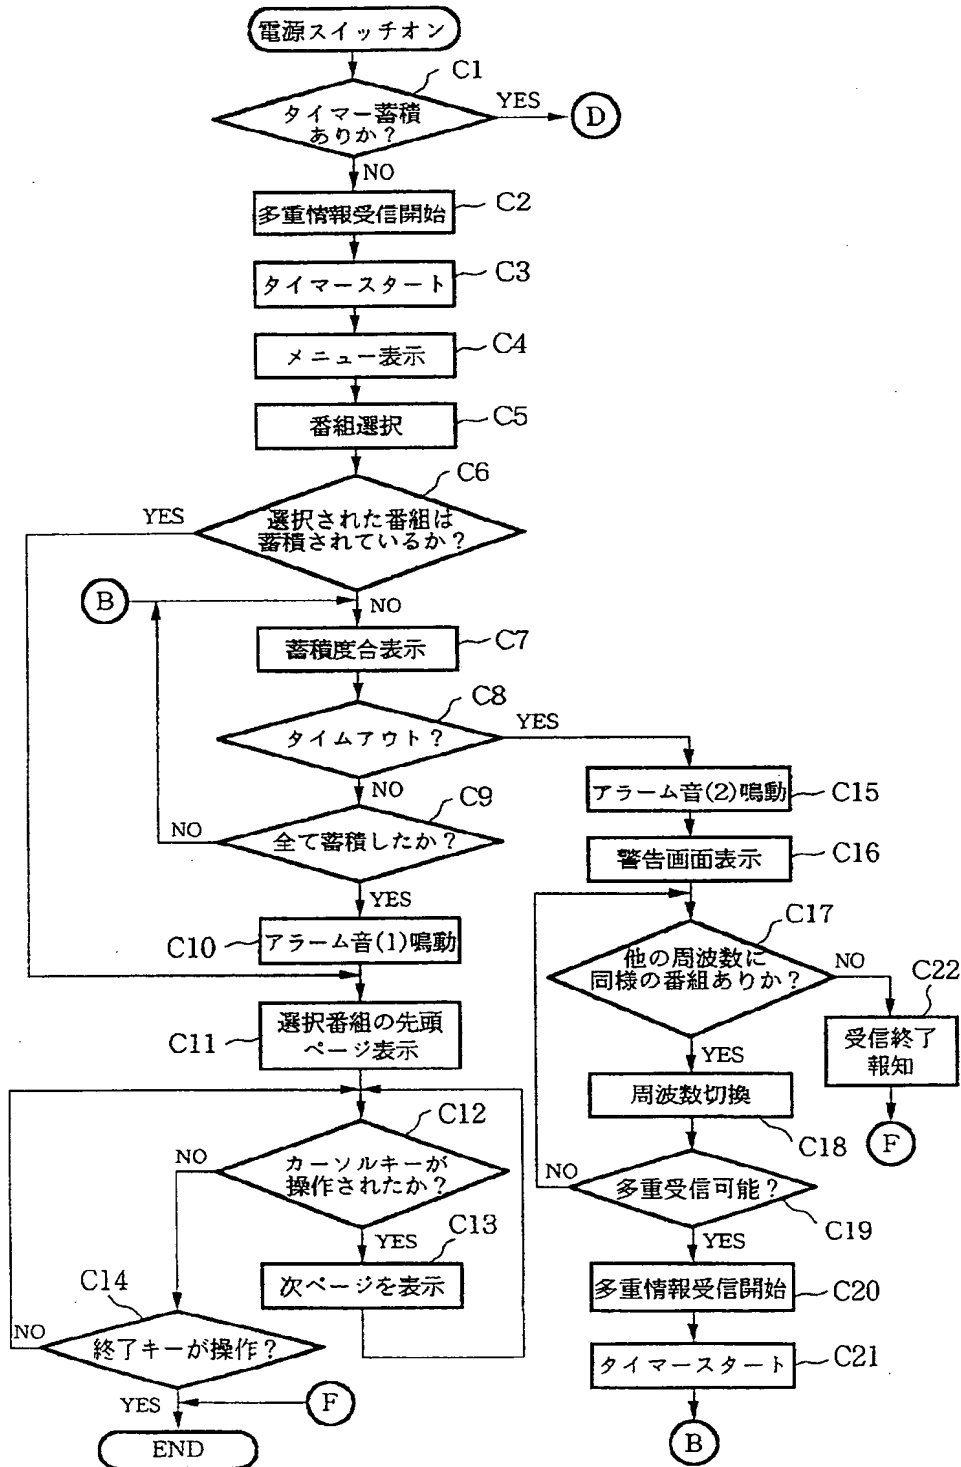 電源スイッチオン
C1
タイマー蓄積
ありか？
YES
D
NO
多重情報受信開始
C2
タイマースタート
C3
メニュー表示
C4
番組選択
C5
C6
YES
選択された番組は
蓄積されているか？
B
NO
蓄積度合表示
C7
C8
タイムアウト？
YES
NO
C9
NO
全て蓄積したか？
YES
C10
アラーム音(1)鳴動
C11
選択番組の先頭
ページ表示
C12
NO
カーソルキーが
操作されたか？
YES
C13
次ページを表示
C14
NO
終了キーが操作？
YES
F
END
アラーム音(2)鳴動
C15
警告画面表示
C16
C17
他の周波数に
同様の番組ありか？
NO
C22
受信終了
報知
F
YES
周波数切換
C18
NO
多重受信可能？
C19
YES
多重情報受信開始
C20
タイマースタート
C21
B